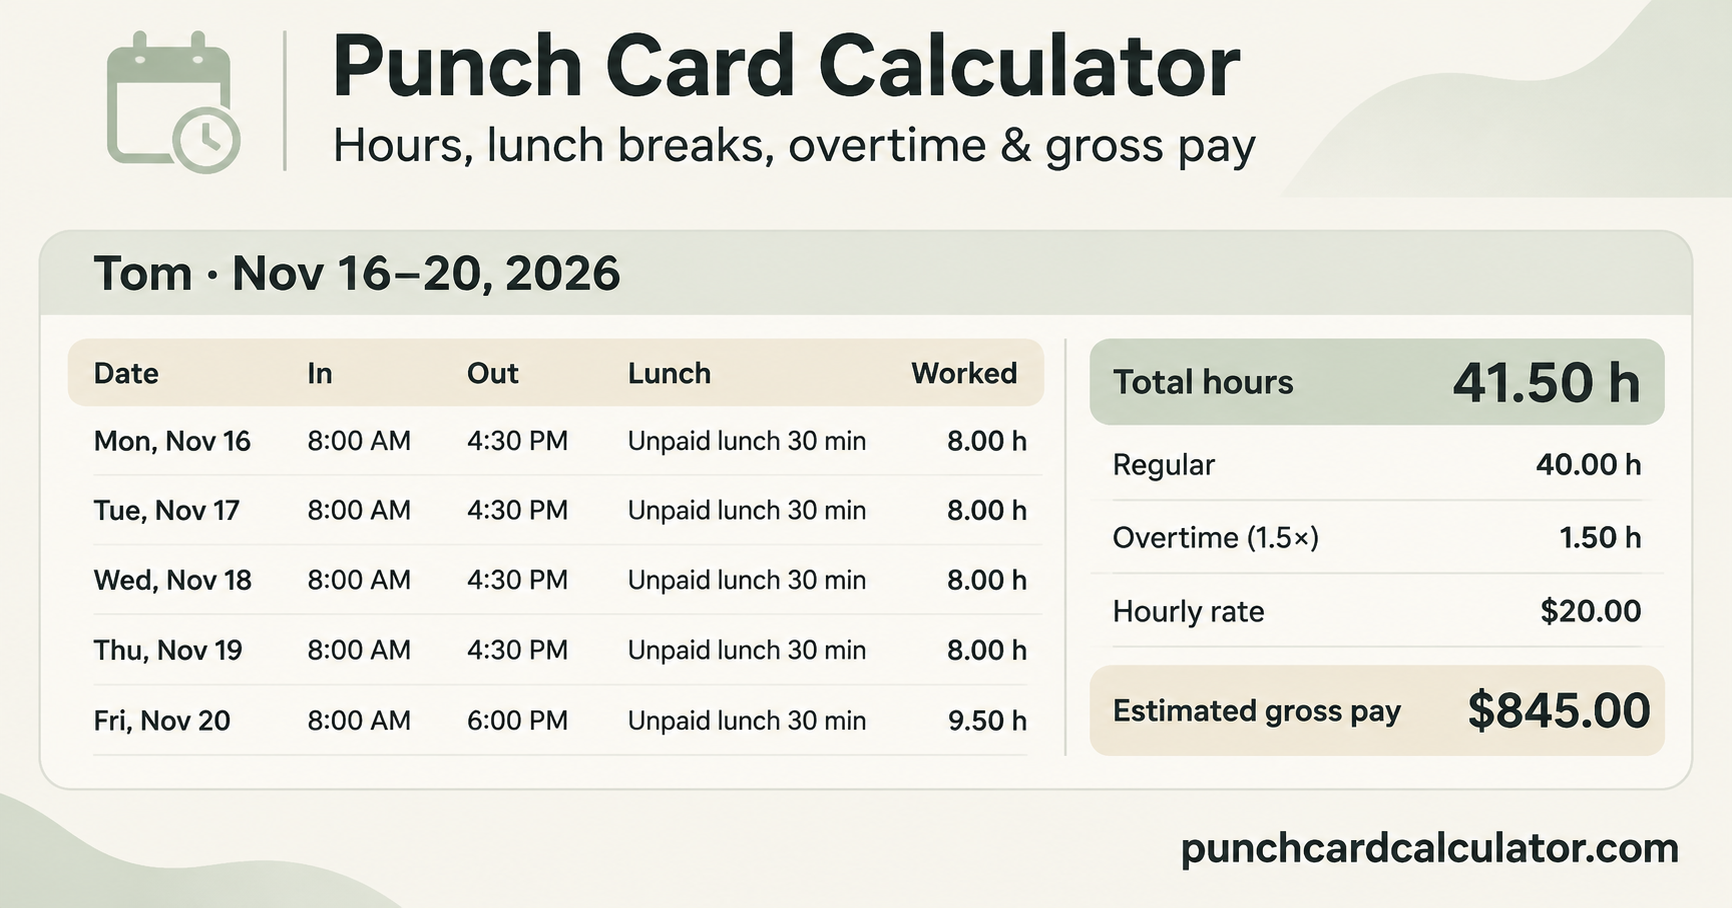 Punch Card Calculator
Hours, lunch breaks, overtime & gross pay
Tom · Nov 16–20, 2026
Date In Out Lunch Worked
Mon, Nov 16 8:00 AM 4:30 PM Unpaid lunch 30 min 8.00 h
Tue, Nov 17 8:00 AM 4:30 PM Unpaid lunch 30 min 8.00 h
Wed, Nov 18 8:00 AM 4:30 PM Unpaid lunch 30 min 8.00 h
Thu, Nov 19 8:00 AM 4:30 PM Unpaid lunch 30 min 8.00 h
Fri, Nov 20 8:00 AM 6:00 PM Unpaid lunch 30 min 9.50 h
Total hours 41.50 h
Regular 40.00 h
Overtime (1.5×) 1.50 h
Hourly rate $20.00
Estimated gross pay $845.00
punchcardcalculator.com